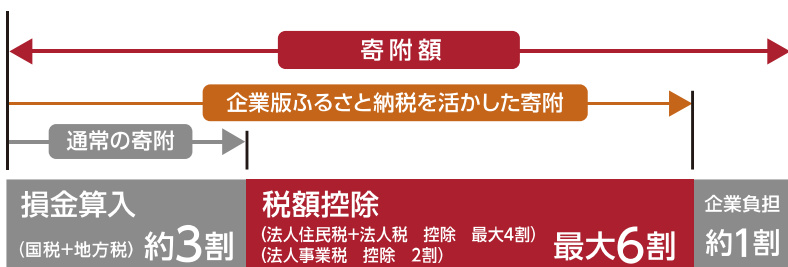 寄附額
企業版ふるさと納税を活かした寄附
通常の寄附
損金算入
(国税+地方税) 約3割
税額控除
(法人住民税+法人税 控除 最大4割)
(法人事業税 控除 2割)
最大6割
企業負担
約1割